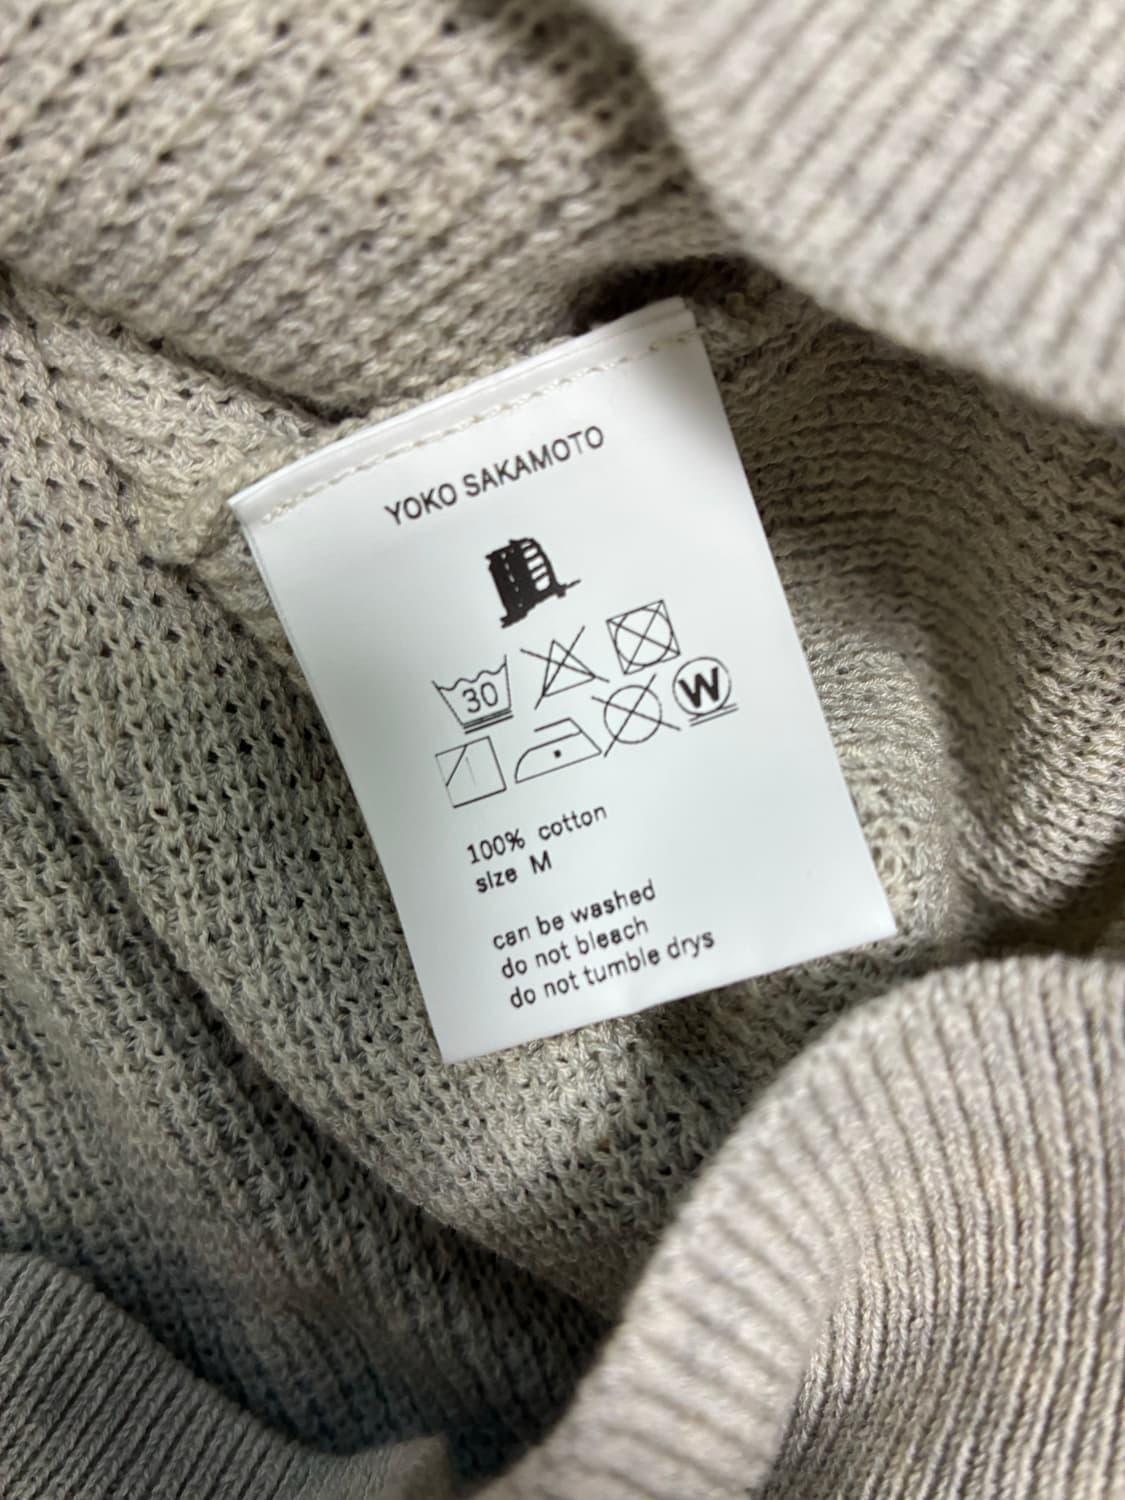 YOKO SAKAMOTO
30
W
100% cotton
size M
can be washed
do not bleach
do not tumble drys